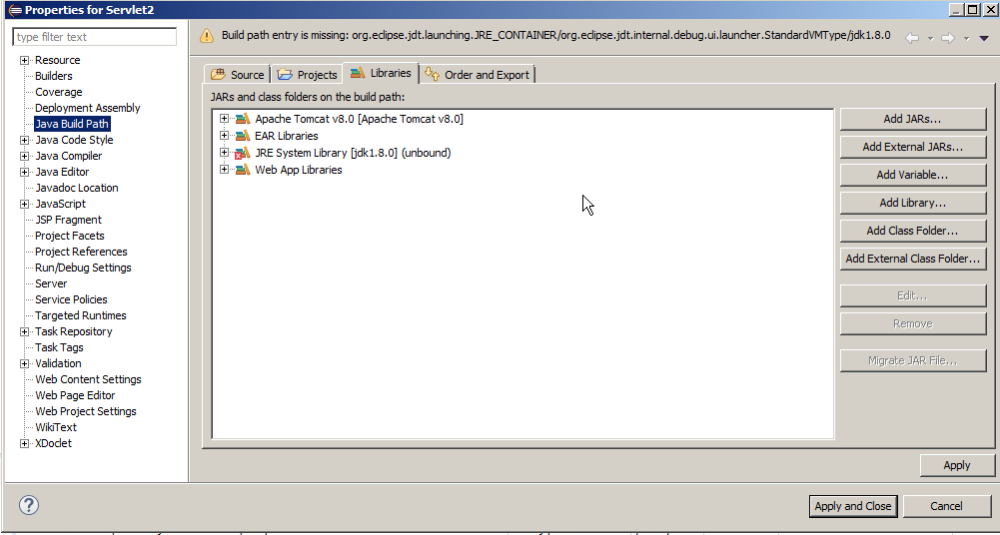 Properties for Servlet2
type filter text
Resource
Builders
Coverage
Deployment Assembly
Java Build Path
Java Code Style
Java Compiler
Java Editor
Javadoc Location
JavaScript
JSP Fragment
Project Facets
Project References
Run/Debug Settings
Server
Service Policies
Targeted Runtimes
Task Repository
Task Tags
Validation
Web Content Settings
Web Page Editor
Web Project Settings
WikiText
XDoclet
Build path entry is missing: org.eclipse.jdt.launching.JRE_CONTAINER/org.eclipse.jdt.internal.debug.ui.launcher.StandardVMType/jdk1.8.0
Source Projects Libraries Order and Export
JARs and class folders on the build path:
Apache Tomcat v8.0 [Apache Tomcat v8.0]
EAR Libraries
JRE System Library [jdk1.8.0] (unbound)
Web App Libraries
Add JARs...
Add External JARs...
Add Variable...
Add Library...
Add Class Folder...
Add External Class Folder...
Edit...
Remove
Migrate JAR File...
Apply
?
Apply and Close Cancel